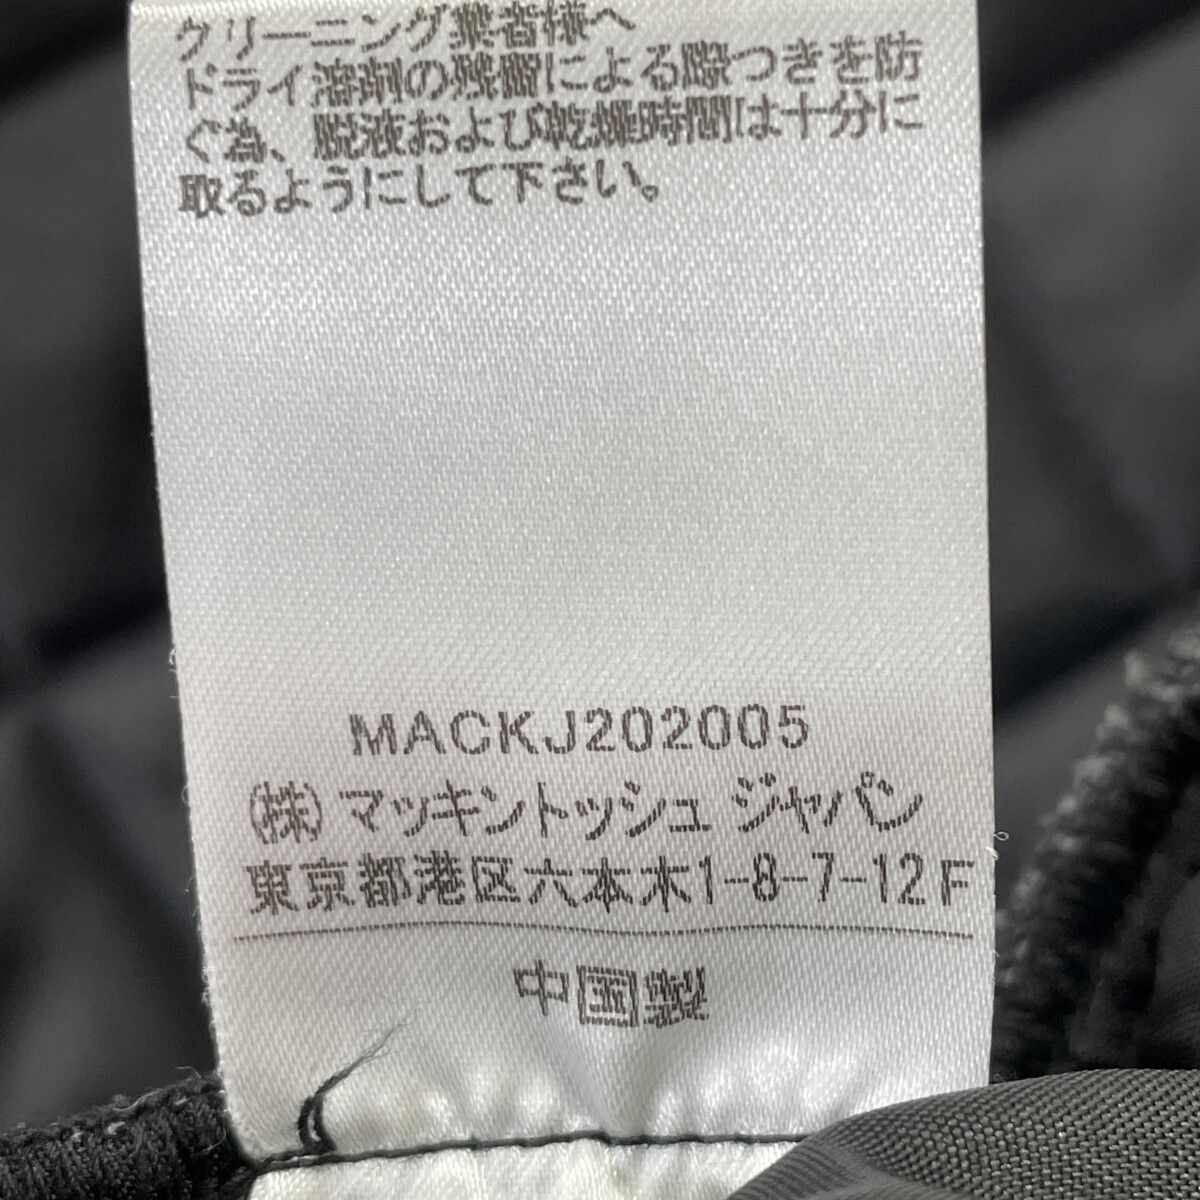 クリーニング業者様へ
ドライ溶剤の残留による際つきを防
ぐ為、脱液および乾燥時間は十分に
取るようにして下さい。
MACKJ202005
(株)マッキントッシュ ジャパン
東京都港区六本木1-8-7-12F
中国製